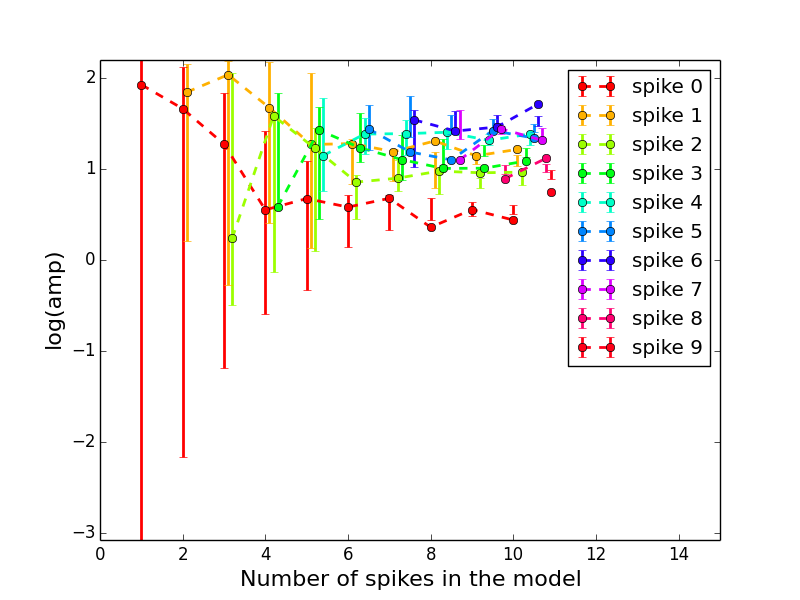 2
1
0
−1
−2
−3
0 2 4 6 8 10 12 14
log(amp)
Number of spikes in the model
spike 0
spike 1
spike 2
spike 3
spike 4
spike 5
spike 6
spike 7
spike 8
spike 9